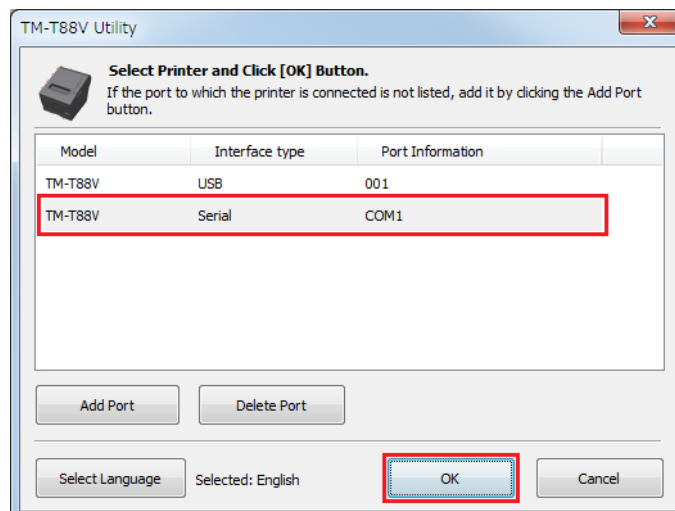 TM-T88V Utility
Select Printer and Click [OK] Button.
If the port to which the printer is connected is not listed, add it by clicking the Add Port
button.
Model Interface type Port Information
TM-T88V USB 001
TM-T88V Serial COM1
Add Port Delete Port
Select Language Selected: English OK Cancel